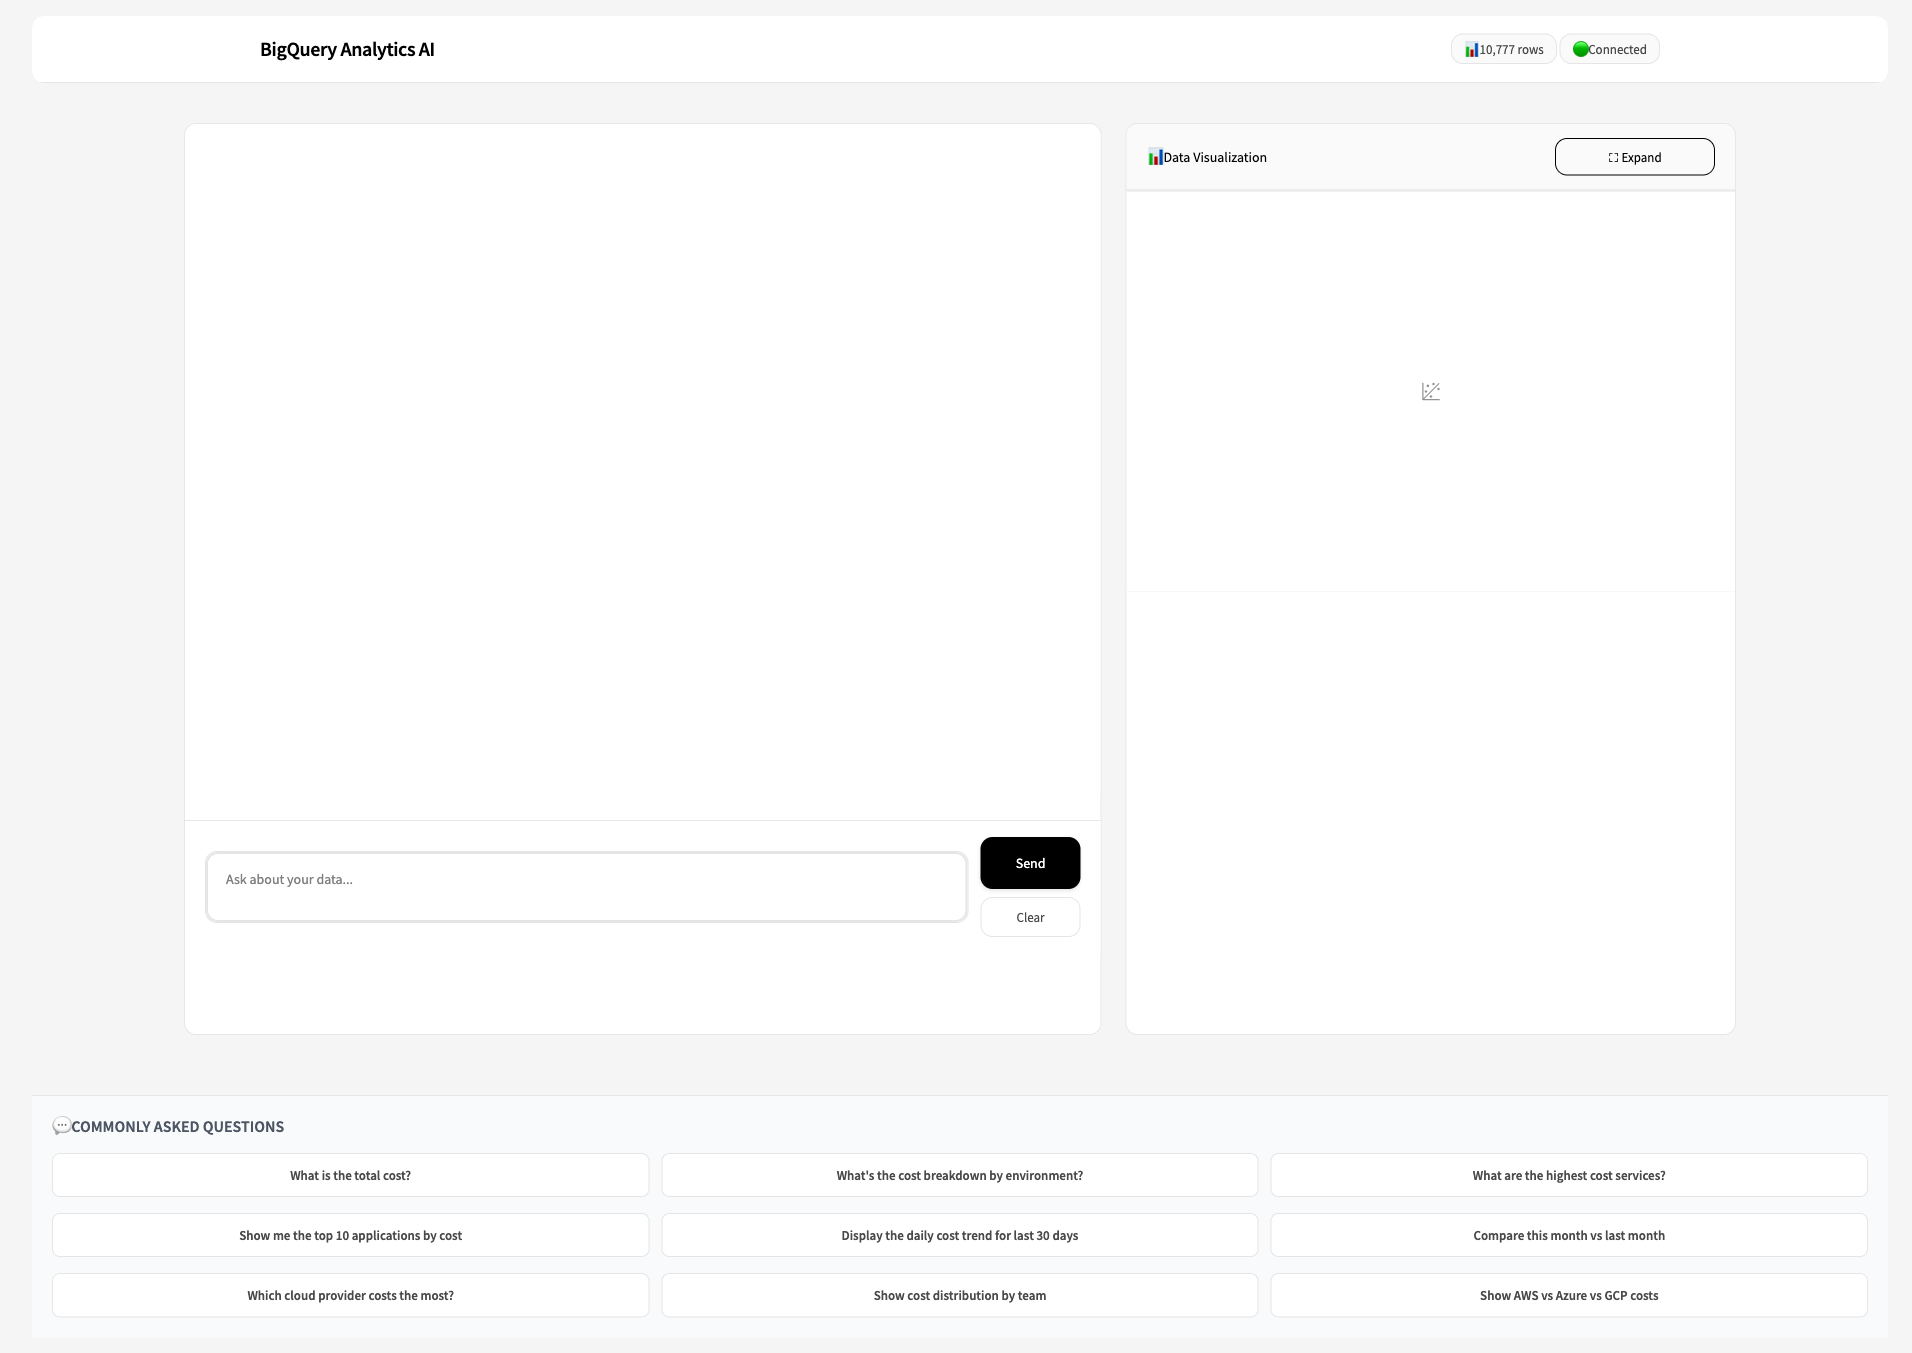 BigQuery Analytics AI
10,777 rows
Connected
Data Visualization
Expand
Ask about your data...
Send
Clear
COMMONLY ASKED QUESTIONS
What is the total cost?
What's the cost breakdown by environment?
What are the highest cost services?
Show me the top 10 applications by cost
Display the daily cost trend for last 30 days
Compare this month vs last month
Which cloud provider costs the most?
Show cost distribution by team
Show AWS vs Azure vs GCP costs